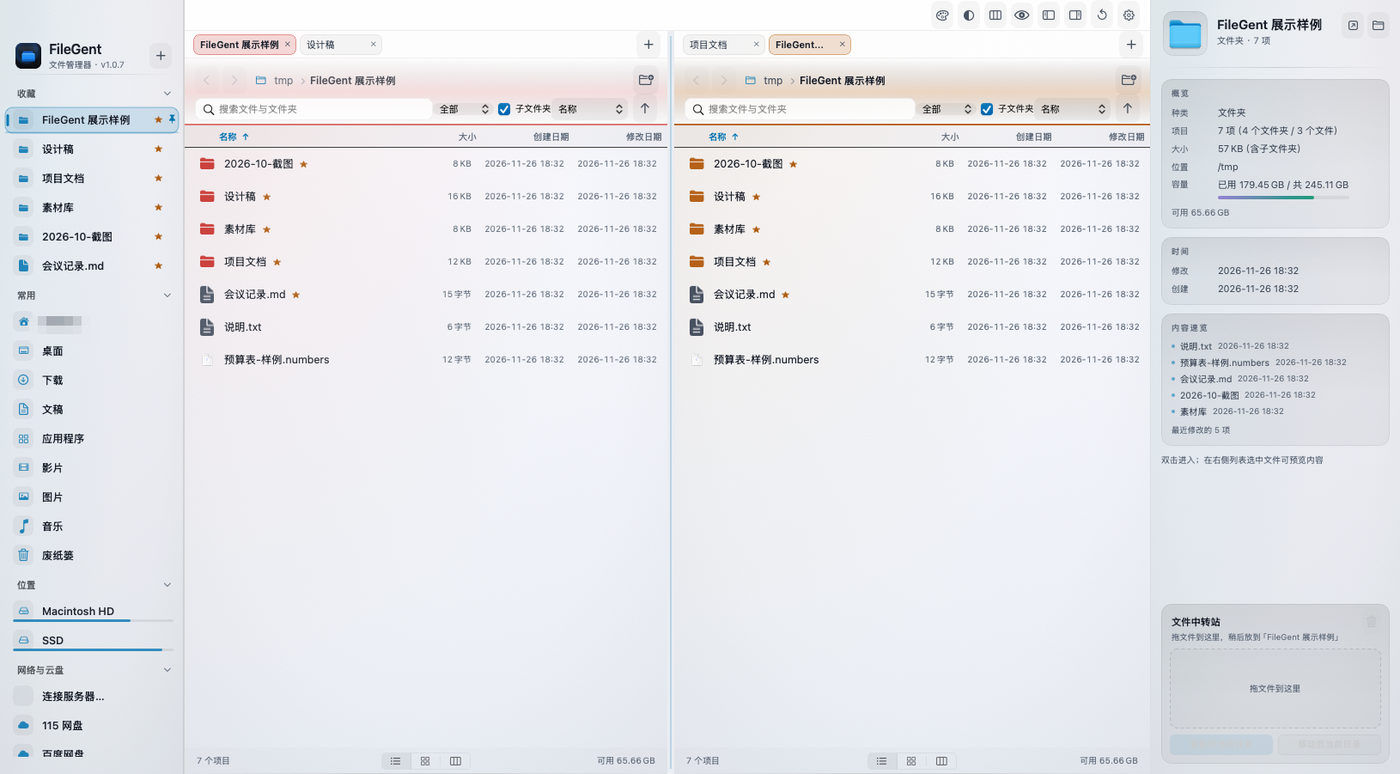 FileGent
文件管理器 · v1.0.7
收藏
FileGent 展示样例
设计稿
项目文档
素材库
2026-10-截图
会议记录.md
常用
桌面
下载
文稿
应用程序
影片
图片
音乐
废纸篓
位置
Macintosh HD
SSD
网络与云盘
连接服务器...
115 网盘
百度网盘
FileGent 展示样例 ×
设计稿 ×
tmp > FileGent 展示样例
搜索文件与文件夹
全部
子文件夹
名称
名称 ↑ 大小 创建日期 修改日期
2026-10-截图 ★ 8 KB 2026-11-26 18:32 2026-11-26 18:32
设计稿 ★ 16 KB 2026-11-26 18:32 2026-11-26 18:32
素材库 ★ 8 KB 2026-11-26 18:32 2026-11-26 18:32
项目文档 ★ 12 KB 2026-11-26 18:32 2026-11-26 18:32
会议记录.md ★ 15 字节 2026-11-26 18:32 2026-11-26 18:32
说明.txt 6 字节 2026-11-26 18:32 2026-11-26 18:32
预算表-样例.numbers 12 字节 2026-11-26 18:32 2026-11-26 18:32
7 个项目
可用 65.66 GB
项目文档 ×
FileGent... ×
tmp > FileGent 展示样例
搜索文件与文件夹
全部
子文件夹
名称
名称 ↑ 大小 创建日期 修改日期
2026-10-截图 ★ 8 KB 2026-11-26 18:32 2026-11-26 18:32
设计稿 ★ 16 KB 2026-11-26 18:32 2026-11-26 18:32
素材库 ★ 8 KB 2026-11-26 18:32 2026-11-26 18:32
项目文档 ★ 12 KB 2026-11-26 18:32 2026-11-26 18:32
会议记录.md ★ 15 字节 2026-11-26 18:32 2026-11-26 18:32
说明.txt 6 字节 2026-11-26 18:32 2026-11-26 18:32
预算表-样例.numbers 12 字节 2026-11-26 18:32 2026-11-26 18:32
7 个项目
可用 65.66 GB
FileGent 展示样例
文件夹 · 7 项
概览
种类 文件夹
项目 7 项 (4 个文件夹 / 3 个文件)
大小 57 KB (含子文件夹)
位置 /tmp
容量 已用 179.45 GB / 共 245.11 GB
可用 65.66 GB
时间
修改 2026-11-26 18:32
创建 2026-11-26 18:32
内容速览
说明.txt 2026-11-26 18:32
预算表-样例.numbers 2026-11-26 18:32
会议记录.md 2026-11-26 18:32
2026-10-截图 2026-11-26 18:32
素材库 2026-11-26 18:32
最近修改的 5 项
双击进入；在右侧列表选中文件可预览内容
文件中转站
拖文件到这里，稍后放到「FileGent 展示样例」
拖文件到这里